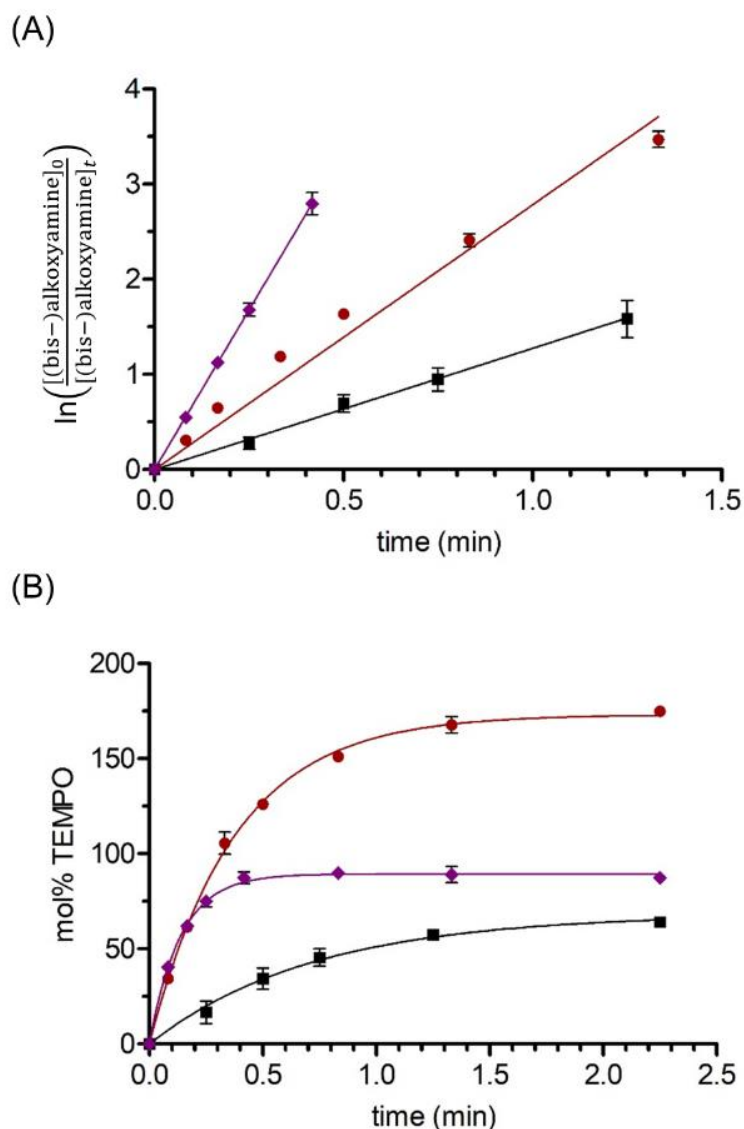 (A)
ln([(bis−)alkoxyamine]0/[(bis−)alkoxyamine]t)
4
3
2
1
0
0.0 0.5 1.0 1.5
time (min)
(B)
mol% TEMPO
200
150
100
50
0
0.0 0.5 1.0 1.5 2.0 2.5
time (min)